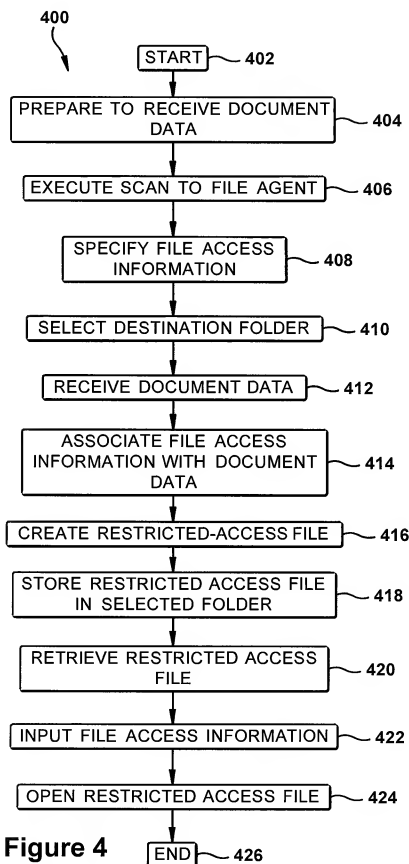 400
START 402
PREPARE TO RECEIVE DOCUMENT
DATA 404
EXECUTE SCAN TO FILE AGENT 406
SPECIFY FILE ACCESS
INFORMATION 408
SELECT DESTINATION FOLDER 410
RECEIVE DOCUMENT DATA 412
ASSOCIATE FILE ACCESS
INFORMATION WITH DOCUMENT 414
DATA
CREATE RESTRICTED-ACCESS FILE 416
STORE RESTRICTED ACCESS FILE
IN SELECTED FOLDER 418
RETRIEVE RESTRICTED ACCESS
FILE 420
INPUT FILE ACCESS INFORMATION 422
OPEN RESTRICTED ACCESS FILE 424
Figure 4
END 426